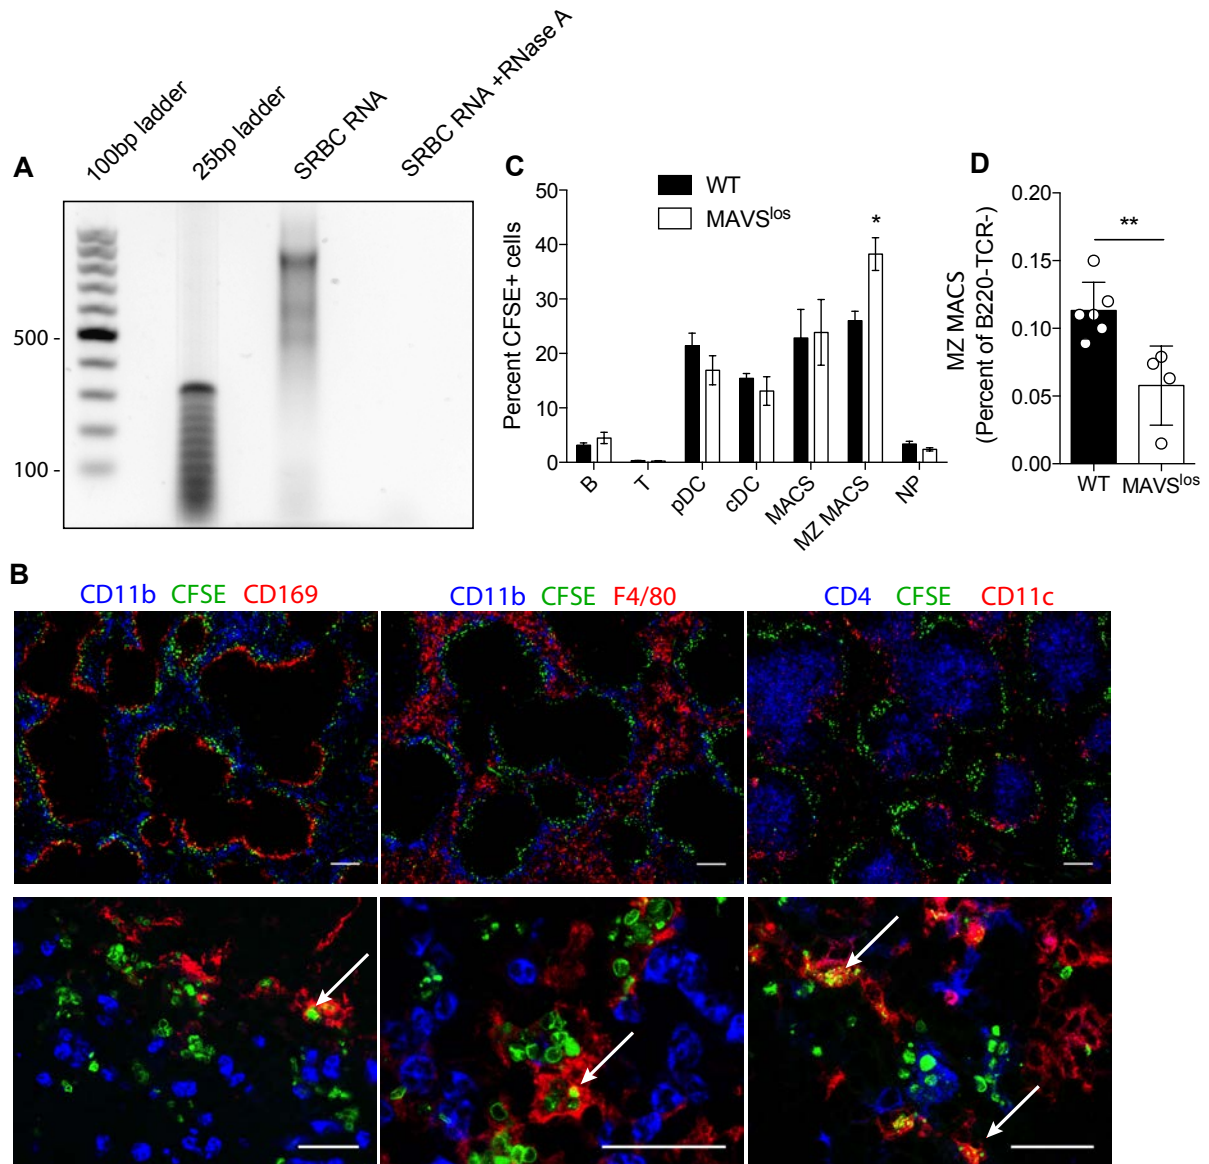 A
100bp ladder
25bp ladder
SRBC RNA
SRBC RNA +RNase A
500 -
100 -
C
WT
MAVSlos
Percent CFSE+ cells
50
40
30
20
10
0
*
B
T
pDC
cDC
MACS
MZ MACS
NP
D
MZ MACS
(Percent of B220-TCR-)
0.20
0.15
0.10
0.05
0.00
**
WT
MAVSlos
B
CD11b CFSE CD169
CD11b CFSE F4/80
CD4 CFSE CD11c